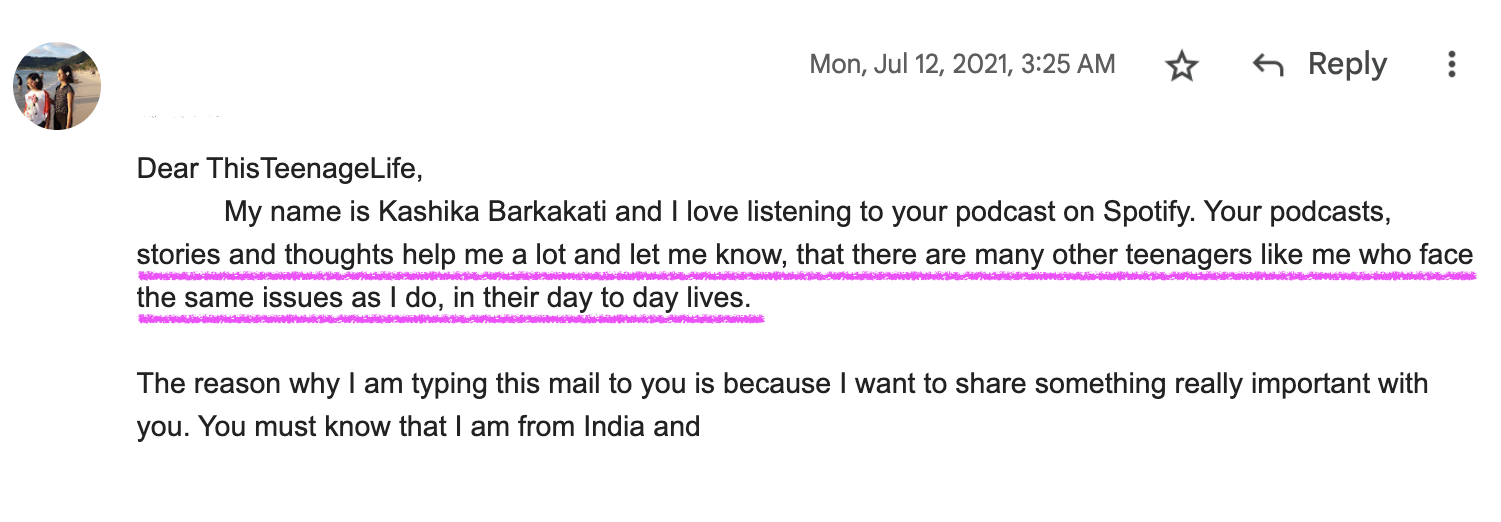 Mon, Jul 12, 2021, 3:25 AM Reply
Dear ThisTeenageLife,
My name is Kashika Barkakati and I love listening to your podcast on Spotify. Your podcasts,
stories and thoughts help me a lot and let me know, that there are many other teenagers like me who face
the same issues as I do, in their day to day lives.
The reason why I am typing this mail to you is because I want to share something really important with
you. You must know that I am from India and